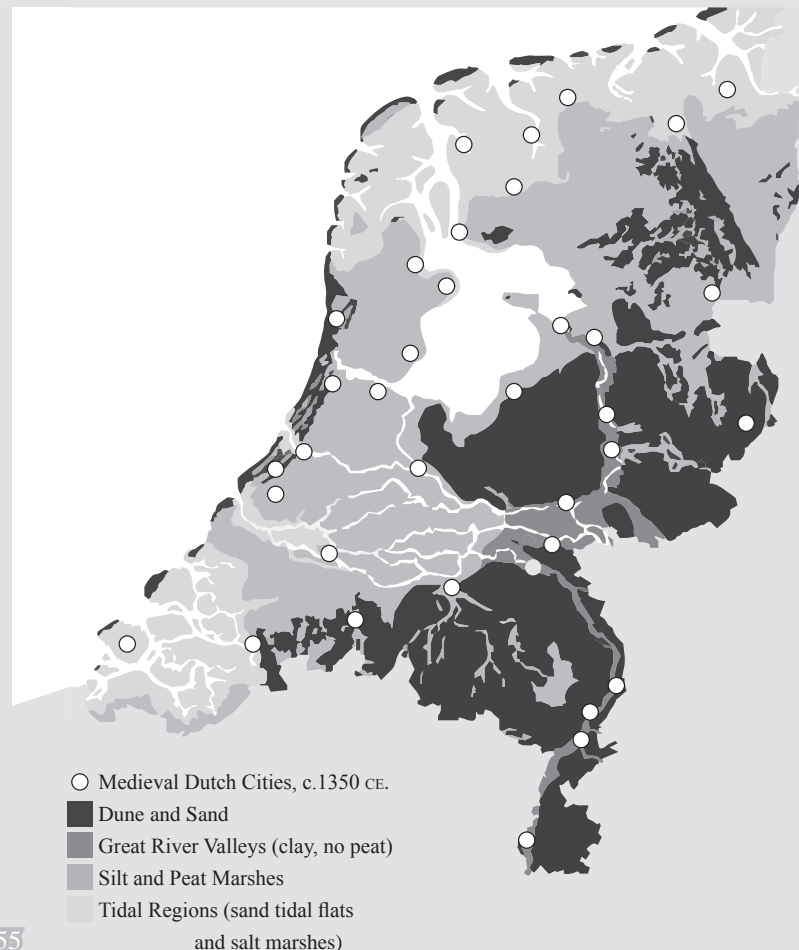 Medieval Dutch Cities, c.1350 CE.
Dune and Sand
Great River Valleys (clay, no peat)
Silt and Peat Marshes
Tidal Regions (sand tidal flats
and salt marshes)
55